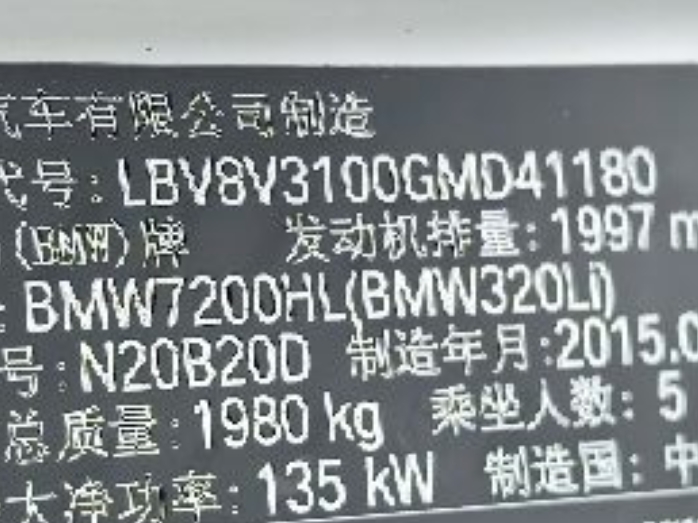 汽车有限公司制造
代号:LBV8V3100GMD41180
(BMW)牌 发动机排量:1997 m
:BMW7200HL(BMW320Li)
号:N20B20D 制造年月:2015.0
总质量:1980 kg 乘坐人数:5
大净功率:135 kW 制造国:中